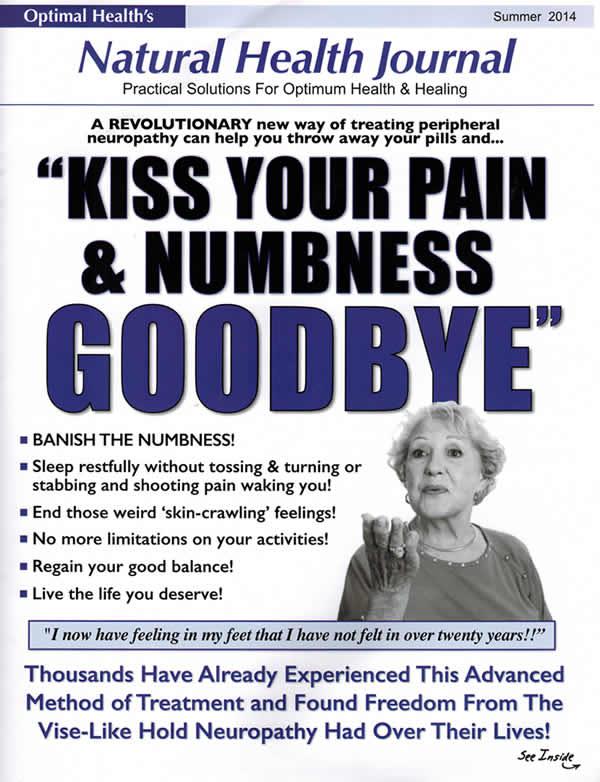 Optimal Health's
Summer 2014
Natural Health Journal
Practical Solutions For Optimum Health & Healing
A REVOLUTIONARY new way of treating peripheral
neuropathy can help you throw away your pills and...
“KISS YOUR PAIN
& NUMBNESS
GOODBYE”
BANISH THE NUMBNESS!
Sleep restfully without tossing & turning or
stabbing and shooting pain waking you!
End those weird ‘skin-crawling’ feelings!
No more limitations on your activities!
Regain your good balance!
Live the life you deserve!
"I now have feeling in my feet that I have not felt in over twenty years!!”
Thousands Have Already Experienced This Advanced
Method of Treatment and Found Freedom From The
Vise-Like Hold Neuropathy Had Over Their Lives!
See Inside